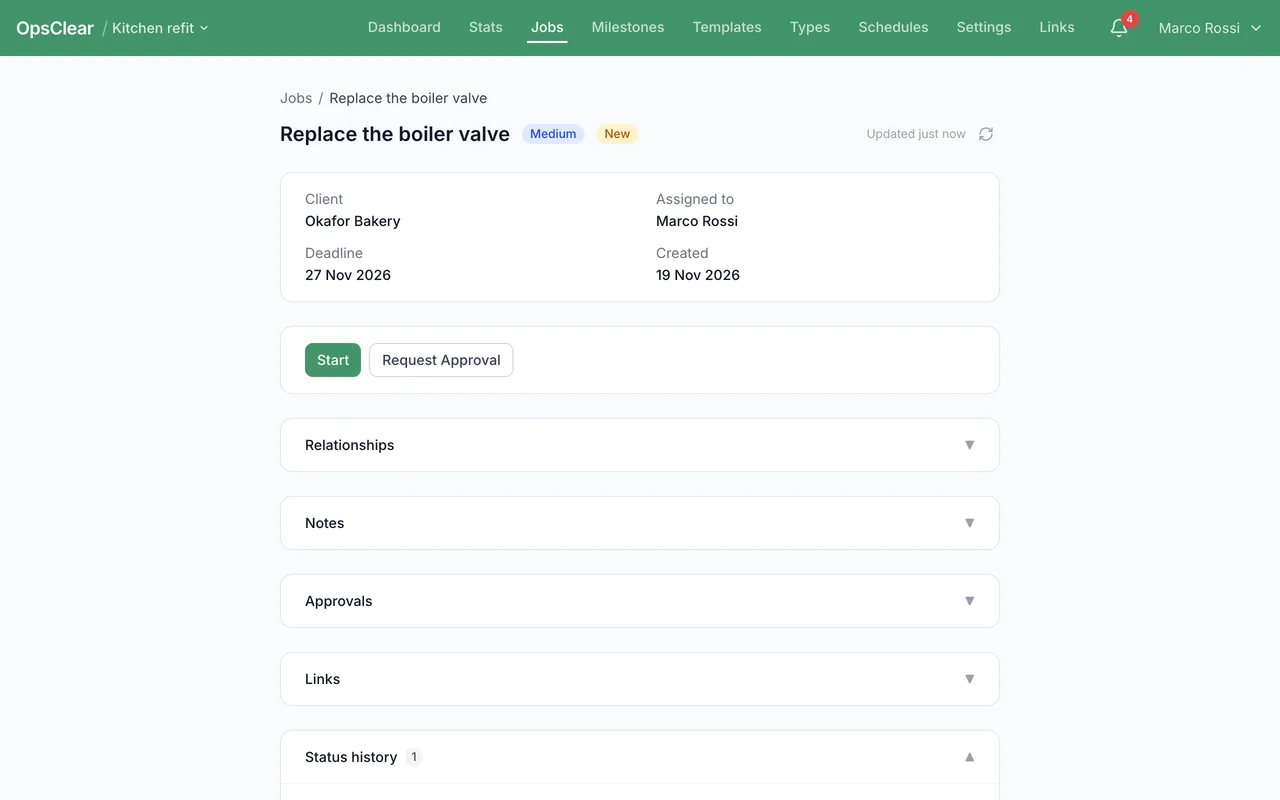 OpsClear / Kitchen refit
Dashboard Stats Jobs Milestones Templates Types Schedules Settings Links 4 Marco Rossi
Jobs / Replace the boiler valve
Replace the boiler valve Medium New Updated just now
Client Assigned to
Okafor Bakery Marco Rossi
Deadline Created
27 Nov 2026 19 Nov 2026
Start Request Approval
Relationships
Notes
Approvals
Links
Status history 1